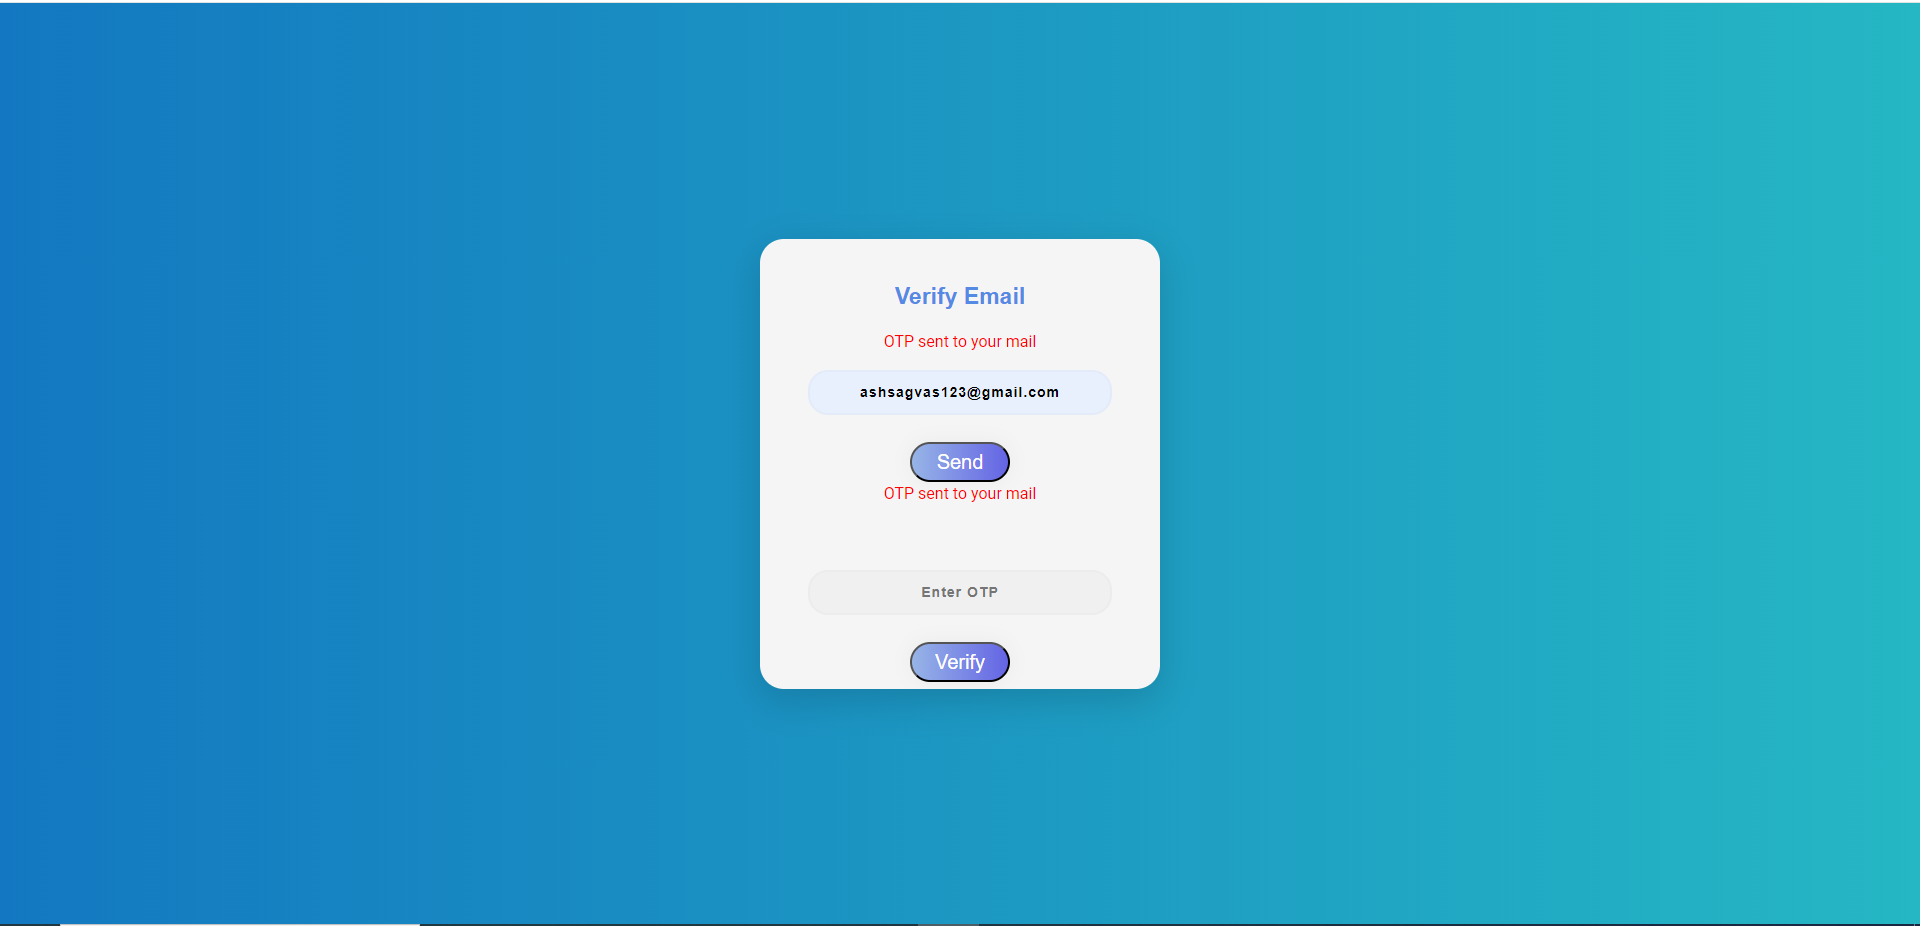 Verify Email
OTP sent to your mail
ashsagvas123@gmail.com
Send
OTP sent to your mail
Enter OTP
Verify